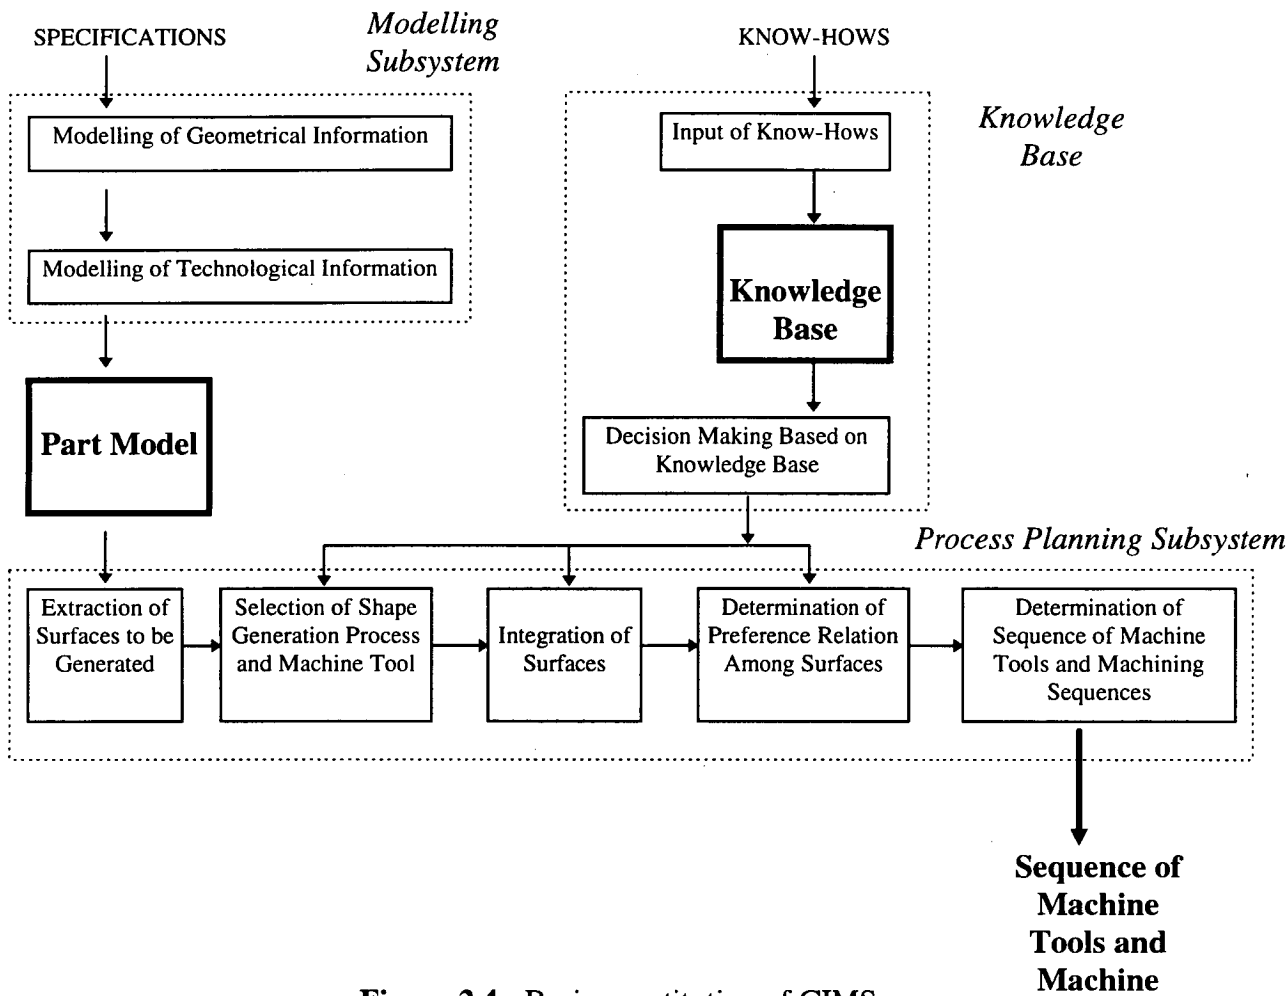 SPECIFICATIONS
Modelling
Subsystem
KNOW-HOWS
Knowledge
Base
Modelling of Geometrical Information
Modelling of Technological Information
Part Model
Input of Know-Hows
Knowledge
Base
Decision Making Based on
Knowledge Base
Process Planning Subsystem
Extraction of
Surfaces to be
Generated
Selection of Shape
Generation Process
and Machine Tool
Integration of
Surfaces
Determination of
Preference Relation
Among Surfaces
Determination of
Sequence of Machine
Tools and Machining
Sequences
Sequence of
Machine
Tools and
Machine